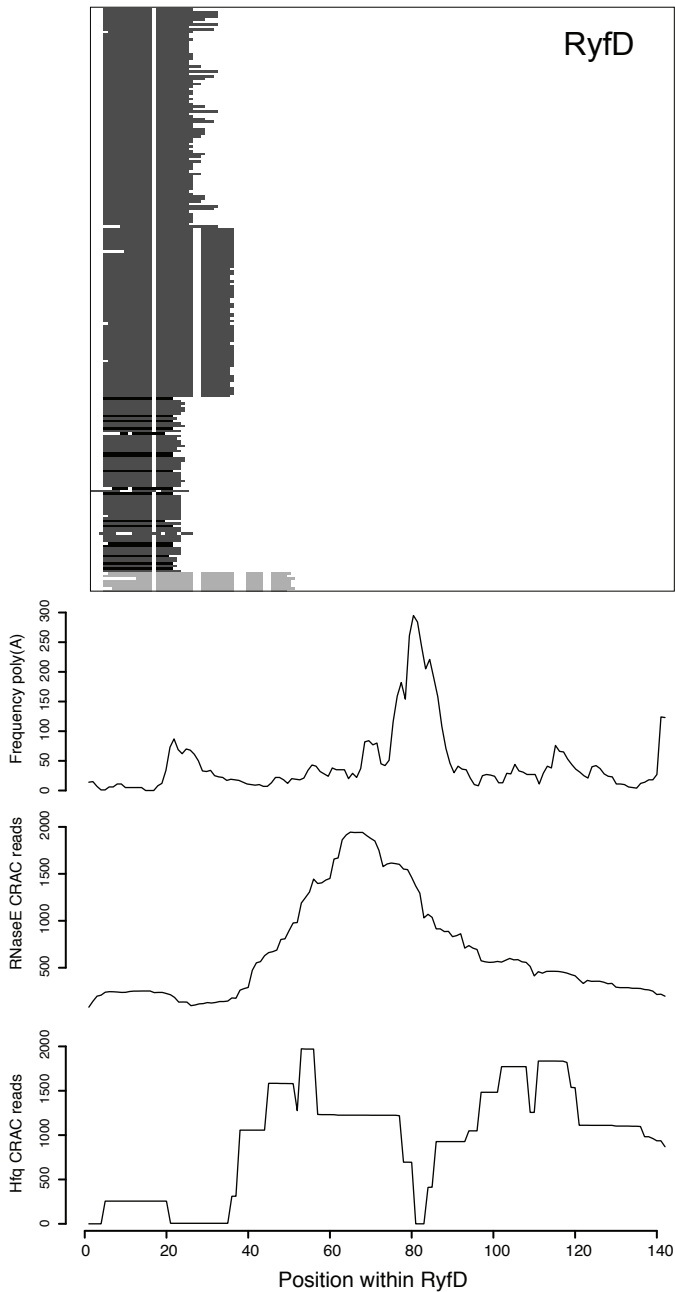 RyfD
Frequency poly(A)
0 50 100 150 200 250 300
RNaseE CRAC reads
500 1000 1500 2000
Hfq CRAC reads
0 500 1000 1500 2000
0 20 40 60 80 100 120 140
Position within RyfD